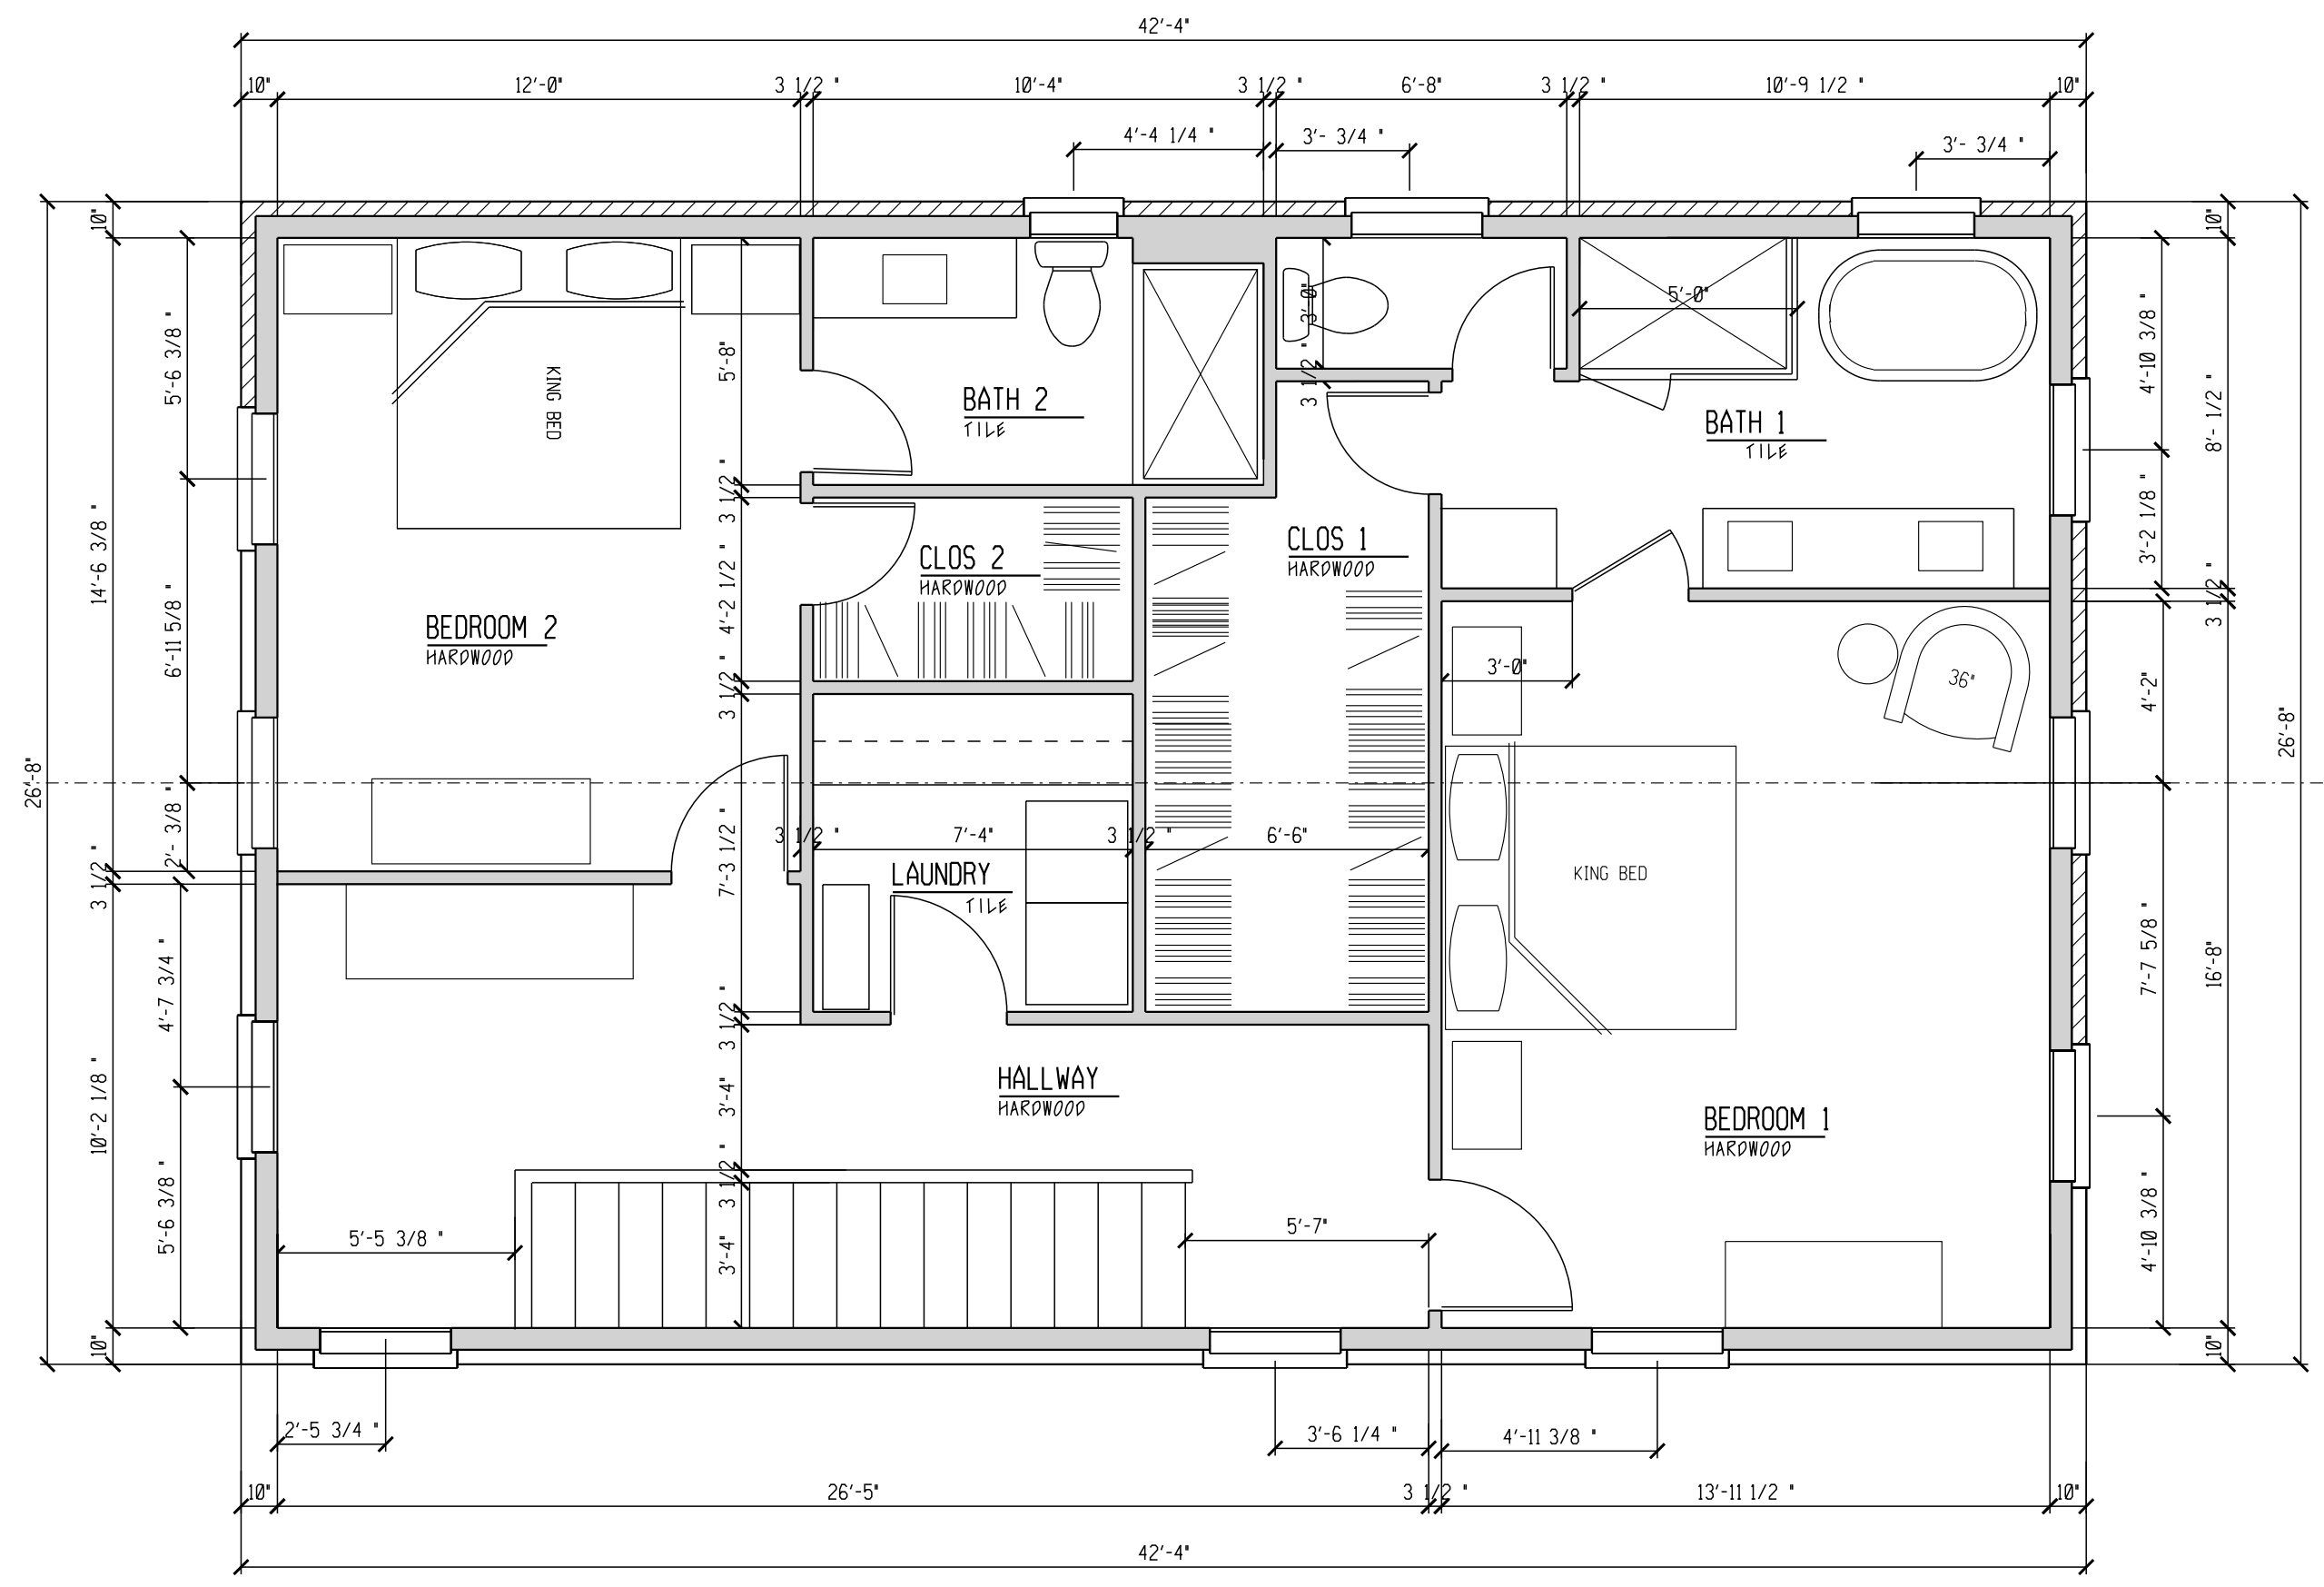 42'-4"
10" 12'-0" 3 1/2 " 10'-4" 3 1/2 " 6'-8" 3 1/2 " 10'-9 1/2 " 10"
4'-4 1/4 " 3'- 3/4 " 3'- 3/4 "
10" 10"
5'-6 3/8 " 5'-8" 3'-0" 5'-0" 4'-10 3/8 "
KING BED 3 1/2 " 8'- 1/2 "
BATH 2
TILE
BATH 1
TILE
14'-6 3/8 " 3 1/2 " 3'-2 1/8 "
CLOS 1
HARDWOOD
CLOS 2
HARDWOOD
6'-11 5/8 " 4'-2 1/2 " 3 1/2 "
BEDROOM 2
HARDWOOD
3 1/2 " 3'-0" 36" 4'-2"
26'-8" 26'-8"
2'- 3/8 " 3 1/2 " 7'-4" 3 1/2 " 6'-6"
3 1/2 " 7'-3 1/2 " KING BED
LAUNDRY
TILE
4'-7 3/4 " 7'-7 5/8 " 16'-8"
3 1/2 "
HALLWAY
HARDWOOD
10'-2 1/8 " 3'-4"
BEDROOM 1
HARDWOOD
5'-6 3/8 " 3 1/2 " 4'-10 3/8 "
5'-5 3/8 " 3'-4" 5'-7"
10" 10"
2'-5 3/4 " 3'-6 1/4 " 4'-11 3/8 "
10" 26'-5" 3 1/2 " 13'-11 1/2 " 10"
42'-4"